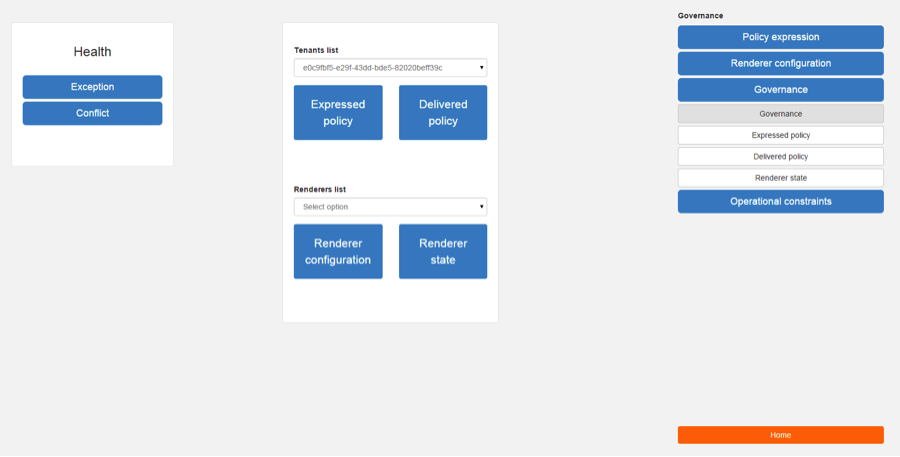 Health
Exception
Conflict
Tenants list
e0c9fbf5-e29f-43dd-bde5-82020beff39c
Expressed
policy
Delivered
policy
Renderers list
Select option
Renderer
configuration
Renderer
state
Governance
Policy expression
Renderer configuration
Governance
Governance
Expressed policy
Delivered policy
Renderer state
Operational constraints
Home